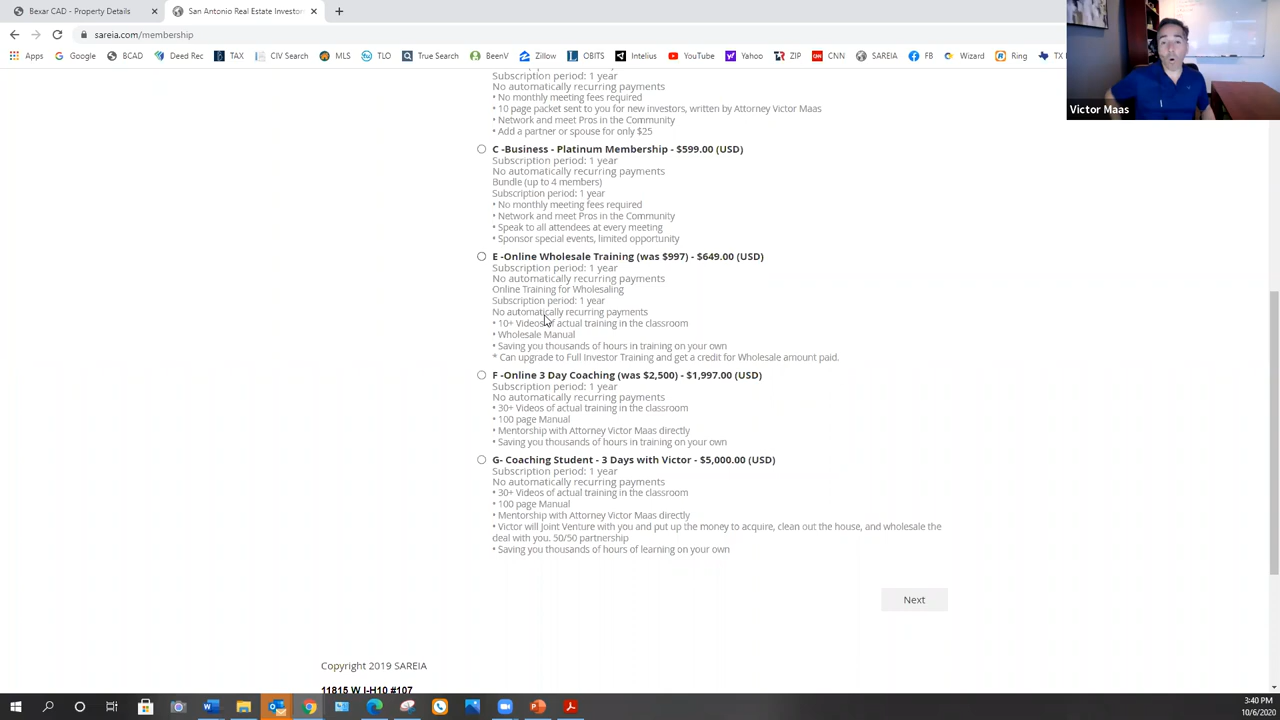 Bexar CAD - Property Details
San Antonio Real Estate Investor
sareia.com/membership
Apps
Google
BCAD
Deed Rec
TAX
CIV Search
MLS
TLO
True Search
BeenV
Zillow
OBITS
Intelius
YouTube
Yahoo
ZIP
CNN
SAREIA
FB
Wizard
Ring
TX
Victor Maas
Subscription period: 1 year
No automatically recurring payments
• No monthly meeting fees required
• 10 page packet sent to you for new investors, written by Attorney Victor Maas
• Network and meet Pros in the Community
• Add a partner or spouse for only $25
C -Business - Platinum Membership - $599.00 (USD)
Subscription period: 1 year
No automatically recurring payments
Bundle (up to 4 members)
Subscription period: 1 year
• No monthly meeting fees required
• Network and meet Pros in the Community
• Speak to all attendees at every meeting
• Sponsor special events, limited opportunity
E -Online Wholesale Training (was $997) - $649.00 (USD)
Subscription period: 1 year
No automatically recurring payments
Online Training for Wholesaling
Subscription period: 1 year
No automatically recurring payments
• 10+ Videos of actual training in the classroom
• Wholesale Manual
• Saving you thousands of hours in training on your own
* Can upgrade to Full Investor Training and get a credit for Wholesale amount paid.
F -Online 3 Day Coaching (was $2,500) - $1,997.00 (USD)
Subscription period: 1 year
No automatically recurring payments
• 30+ Videos of actual training in the classroom
• 100 page Manual
• Mentorship with Attorney Victor Maas directly
• Saving you thousands of hours in training on your own
G- Coaching Student - 3 Days with Victor - $5,000.00 (USD)
Subscription period: 1 year
No automatically recurring payments
• 30+ Videos of actual training in the classroom
• 100 page Manual
• Mentorship with Attorney Victor Maas directly
• Victor will Joint Venture with you and put up the money to acquire, clean out the house, and wholesale the
deal with you. 50/50 partnership
• Saving you thousands of hours of learning on your own
Next
Copyright 2019 SAREIA
11815 W I-H10 #107
3:40 PM
10/6/2020